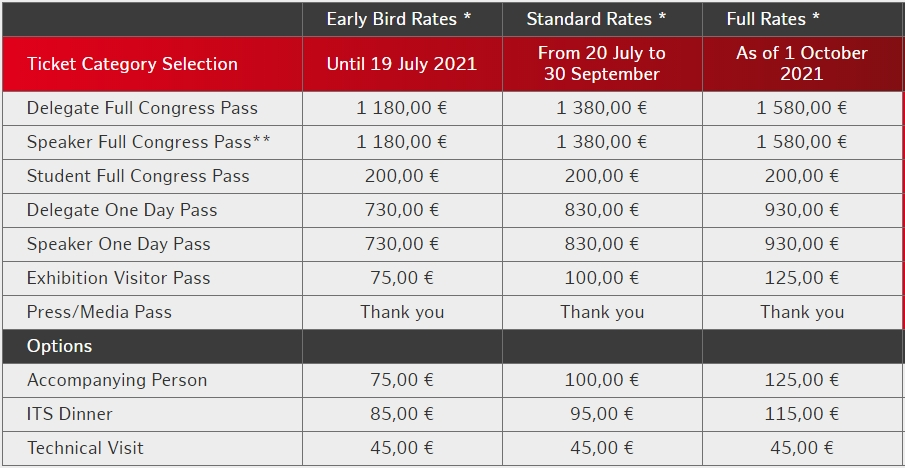 Early Bird Rates * Standard Rates * Full Rates *
Ticket Category Selection Until 19 July 2021 From 20 July to 30 September As of 1 October 2021
Delegate Full Congress Pass 1 180,00 € 1 380,00 € 1 580,00 €
Speaker Full Congress Pass** 1 180,00 € 1 380,00 € 1 580,00 €
Student Full Congress Pass 200,00 € 200,00 € 200,00 €
Delegate One Day Pass 730,00 € 830,00 € 930,00 €
Speaker One Day Pass 730,00 € 830,00 € 930,00 €
Exhibition Visitor Pass 75,00 € 100,00 € 125,00 €
Press/Media Pass Thank you Thank you Thank you
Options
Accompanying Person 75,00 € 100,00 € 125,00 €
ITS Dinner 85,00 € 95,00 € 115,00 €
Technical Visit 45,00 € 45,00 € 45,00 €